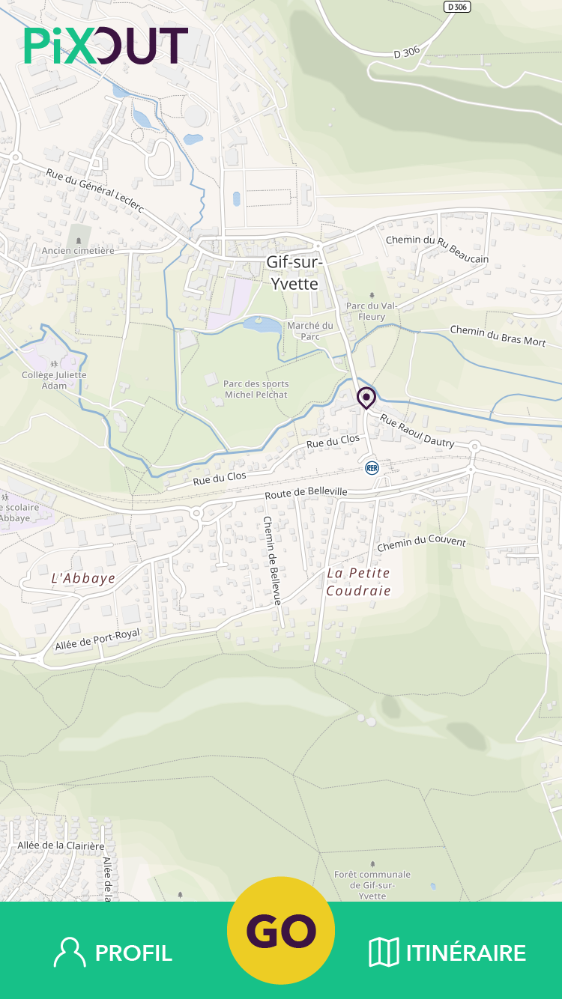 D 306
D 306
PiXOUT
Rue du Général Leclerc
Ancien cimetière
Gif-sur-
Yvette
Chemin du Ru Beaucain
Parc du Val-
Fleury
Marché du
Parc
Chemin du Bras Mort
Collège Juliette
Adam
Parc des sports
Michel Pelchat
Rue Raoul Dautry
Rue du Clos
RER
Rue du Clos
Route de Belleville
e scolaire
Abbaye
Chemin de Bellevue
Chemin du Couvent
L'Abbaye
La Petite
Coudraie
Allée de Port-Royal
Allée de la Clairière
Allée de la
Forêt communale
de Gif-sur-
Yvette
PROFIL
GO
ITINÉRAIRE